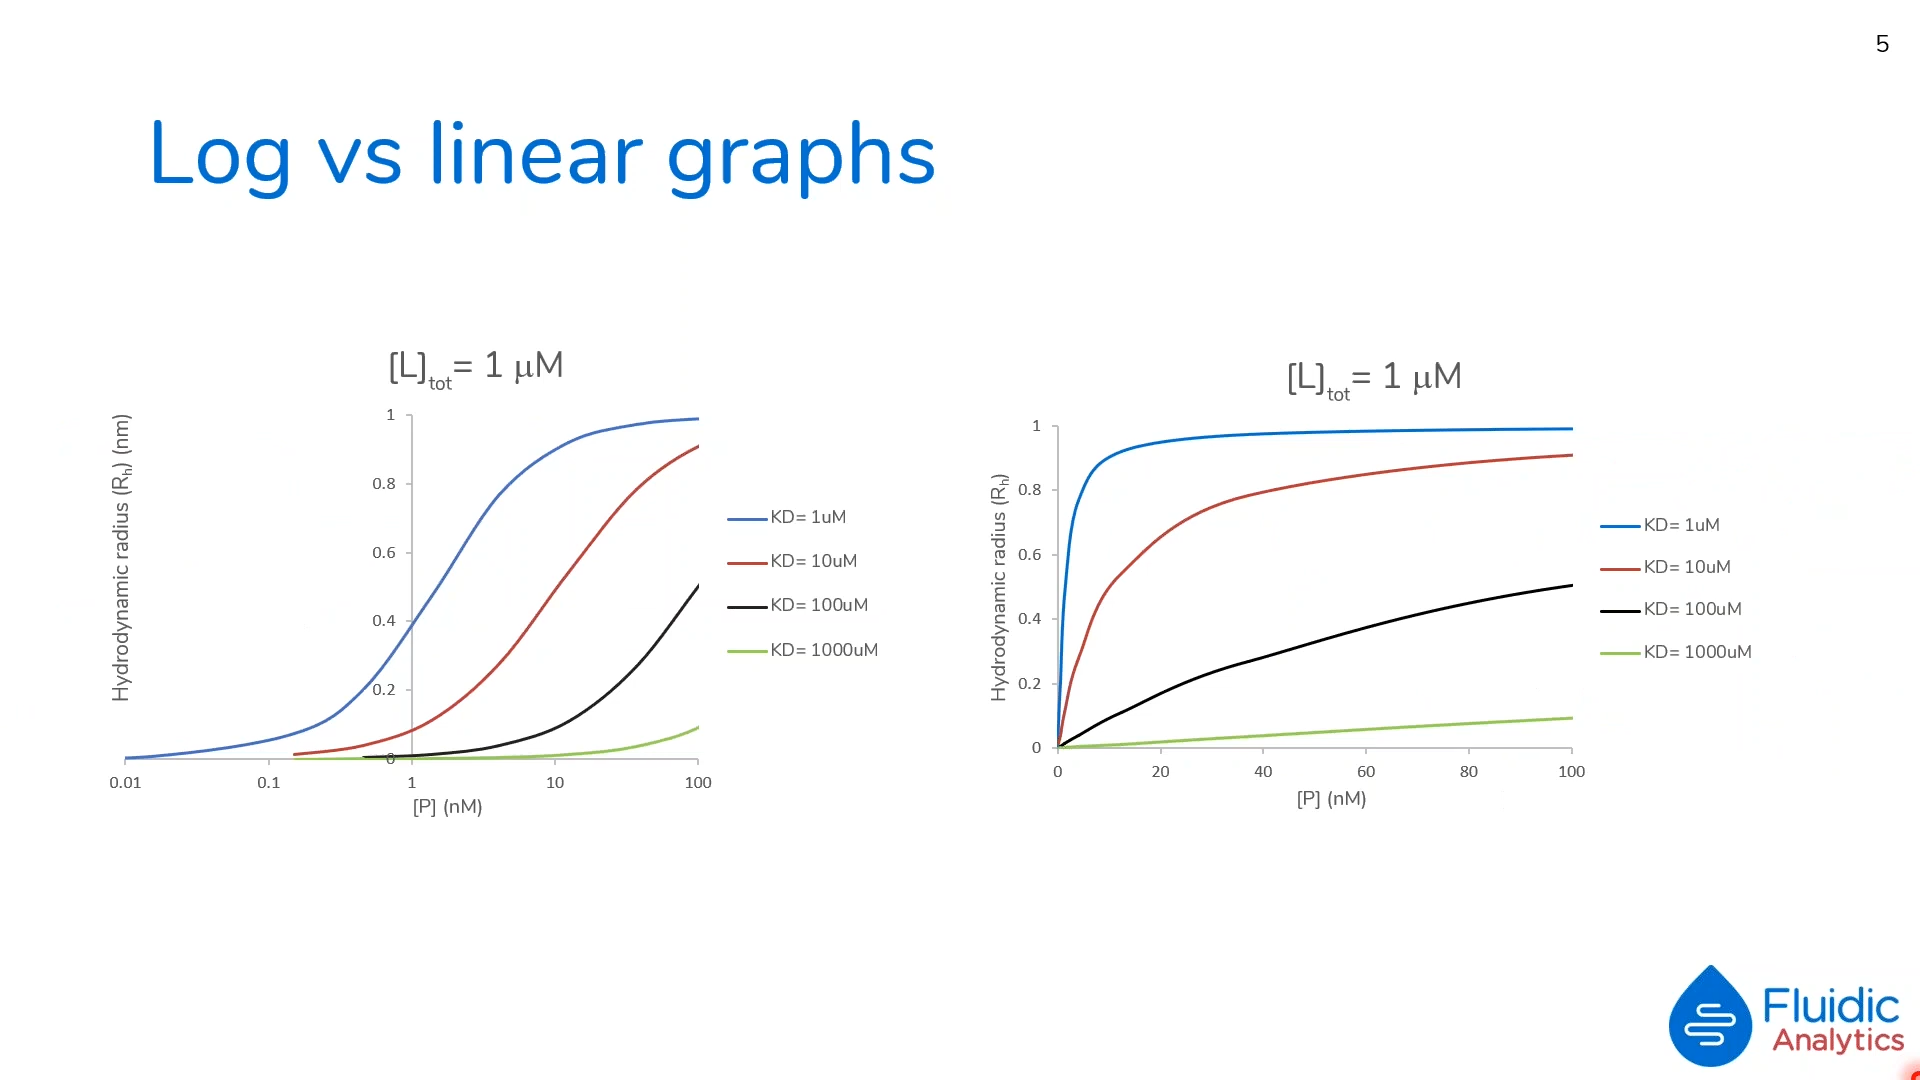 5
Log vs linear graphs
[L]tot= 1 μM
Hydrodynamic radius (Rh) (nm)
1
0.8
0.6
0.4
0.2
0
0.01 0.1 1 10 100
[P] (nM)
KD= 1uM
KD= 10uM
KD= 100uM
KD= 1000uM
[L]tot= 1 μM
Hydrodynamic radius (Rh)
1
0.8
0.6
0.4
0.2
0
0 20 40 60 80 100
[P] (nM)
KD= 1uM
KD= 10uM
KD= 100uM
KD= 1000uM
Fluidic
Analytics